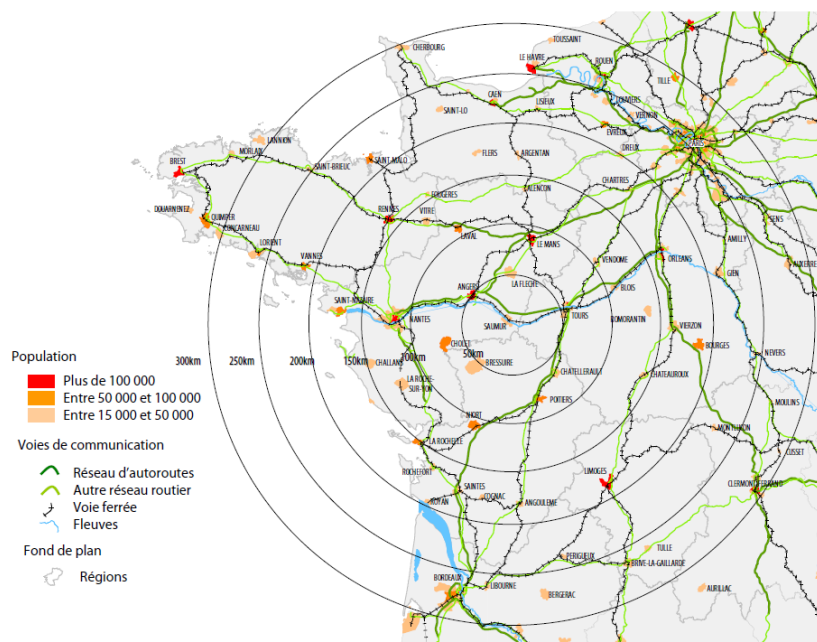 CHERBOURG
TOUSSAINT
LE HAVRE
ROUEN
TILLE
CAEN
LISIEUX
LOUVIERS
SAINT-LO
VERNON
EVREUX
PARIS
LANNION
MORLAIX
FLERS
ARGENTAN
DREUX
BREST
SAINT-BRIEUC
SAINT-MALO
CHARTRES
ALENCON
FOUGERES
DOUARNENEZ
QUIMPER
RENNES
VITRE
SENS
CONCARNEAU
LAVAL
LE MANS
AMILLY
LORIENT
VANNES
VENDOME
ORLEANS
AUXERRE
GIEN
LA FLECHE
ANGERS
BLOIS
SAINT-NAZAIRE
NANTES
SAUMUR
TOURS
ROMORANTIN
VIERZON
CHOLET
BOURGES
NEVERS
Population
300km
250km
200km
150km
100km
50km
CHALLANS
BRESSUIRE
CHATELLERAULT
CHATEAUROUX
Plus de 100 000
LA ROCHE-
SUR-YON
Entre 50 000 et 100 000
POITIERS
MOULINS
Entre 15 000 et 50 000
NIORT
MONTLUCON
LA ROCHELLE
Voies de communication
CUSSET
ROCHEFORT
LIMOGES
Réseau d'autoroutes
SAINTES
CLERMONT-FERRAND
Autre réseau routier
ROYAN
COGNAC
ANGOULEME
Voie ferrée
Fleuves
TULLE
Fond de plan
PERIGUEUX
BRIVE-LA-GAILLARDE
Régions
BORDEAUX
LIBOURNE
BERGERAC
AURILLAC